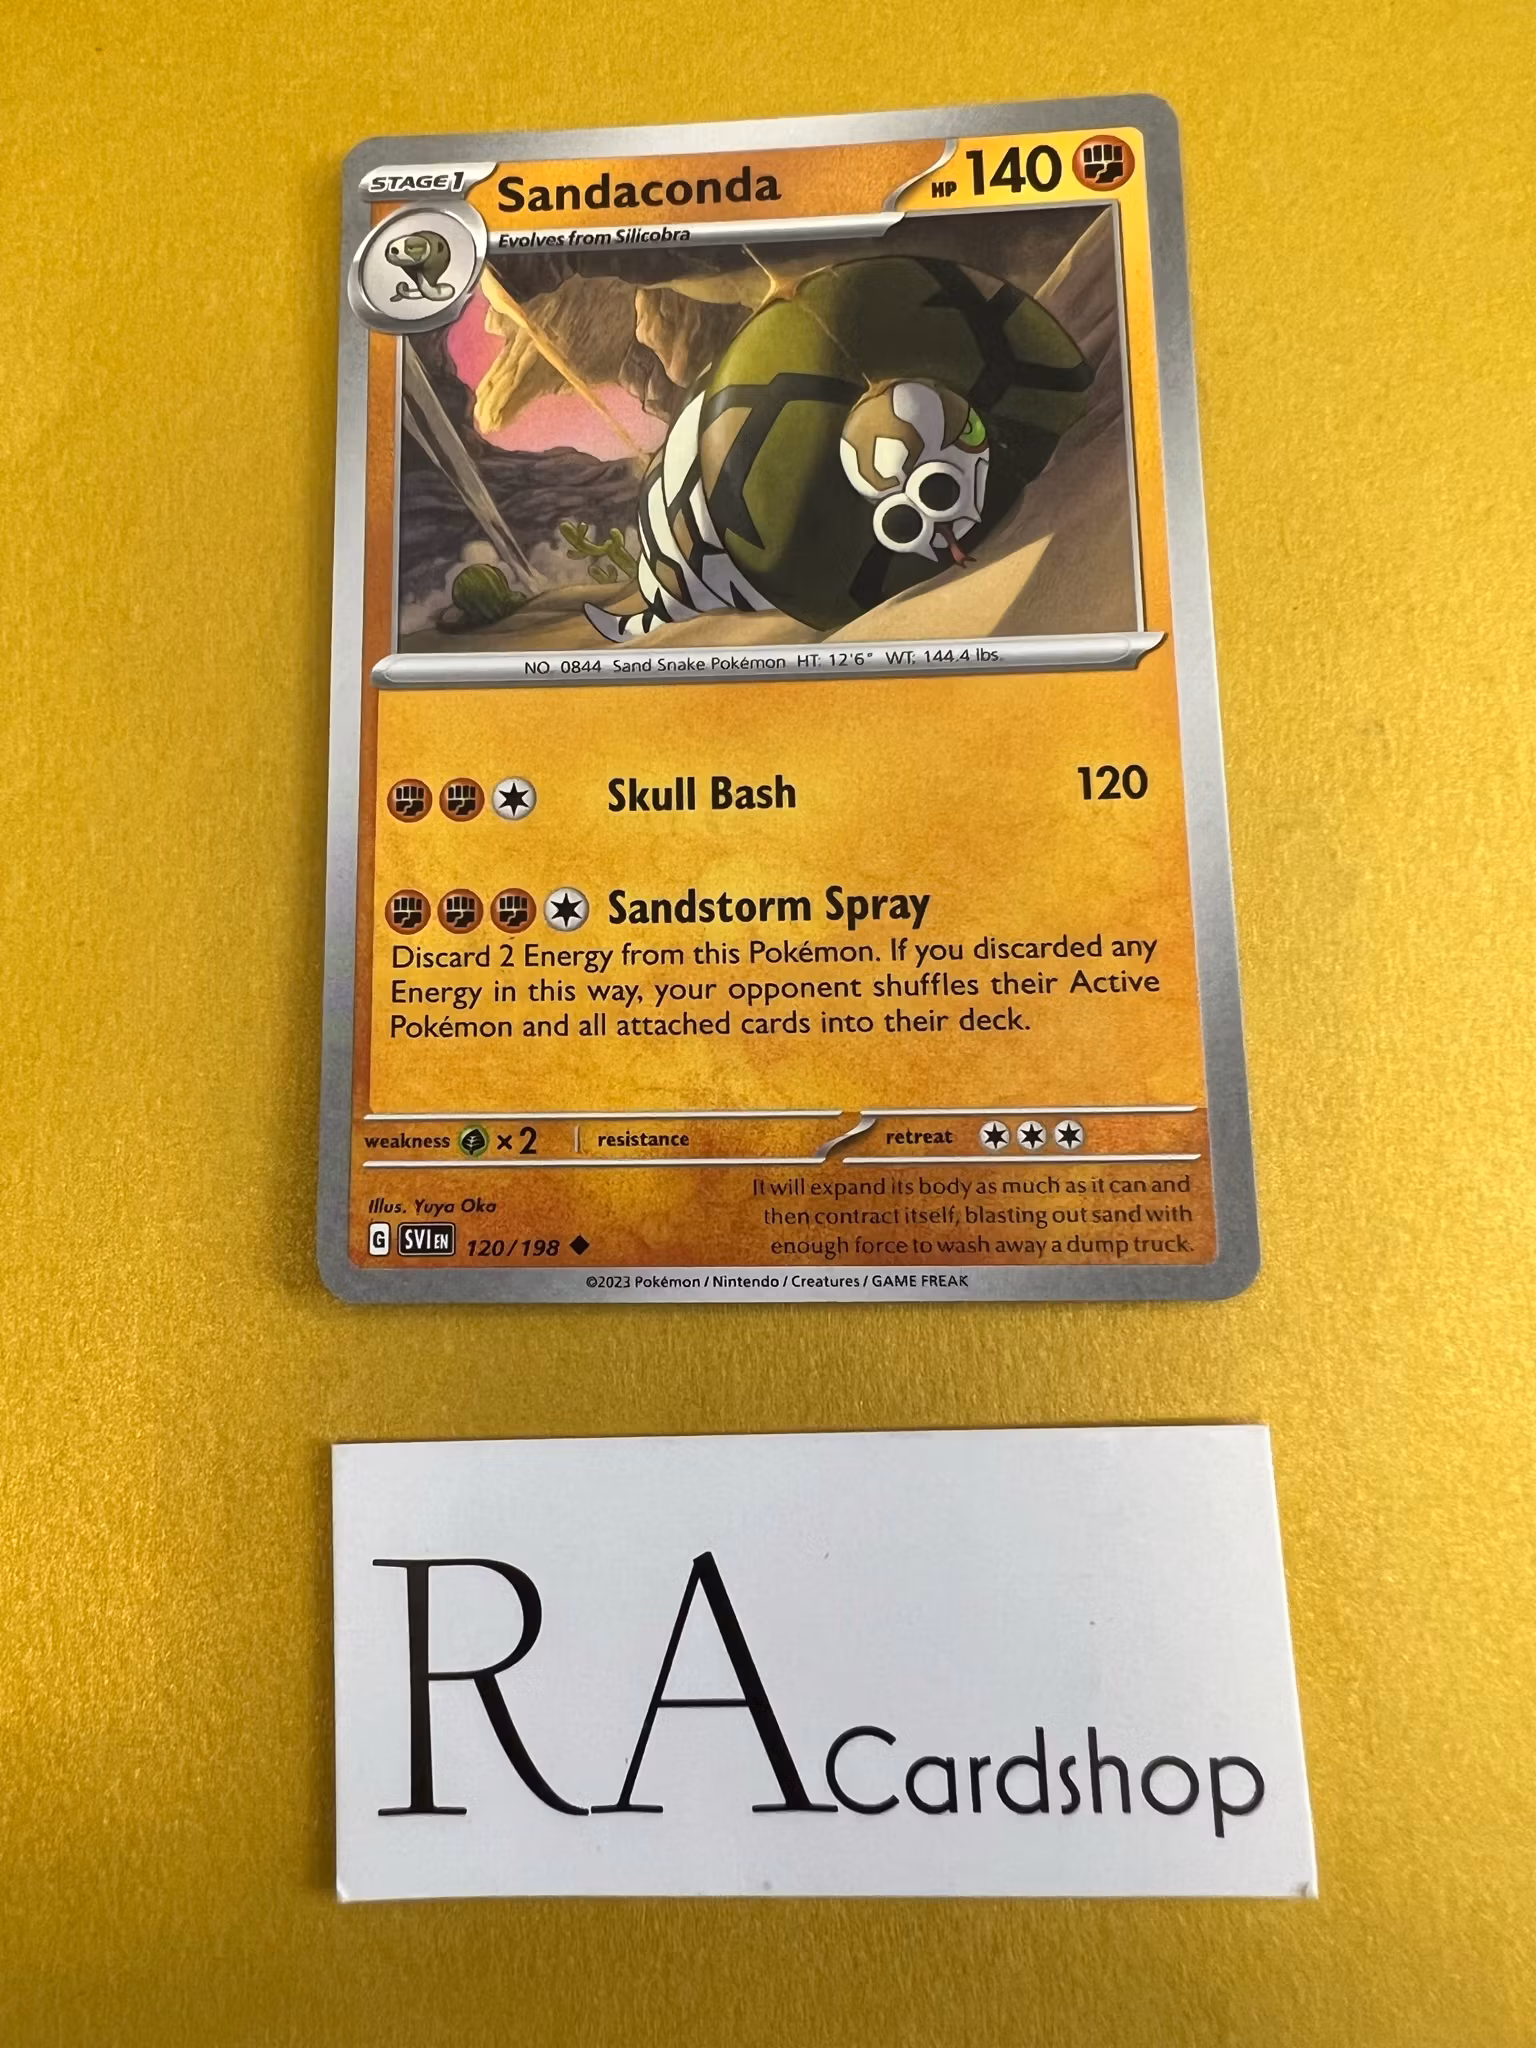 STAGE 1
Sandaconda
HP 140
Evolves from Silicobra
NO. 0844 Sand Snake Pokémon HT: 12'6" WT: 144.4 lbs.
Skull Bash 120
Sandstorm Spray
Discard 2 Energy from this Pokémon. If you discarded any
Energy in this way, your opponent shuffles their Active
Pokémon and all attached cards into their deck.
weakness ×2 resistance retreat
It will expand its body as much as it can and
then contract itself, blasting out sand with
enough force to wash away a dump truck.
Illus. Yuya Oka
G SVI EN 120/198
©2023 Pokémon / Nintendo / Creatures / GAME FREAK
RA Cardshop